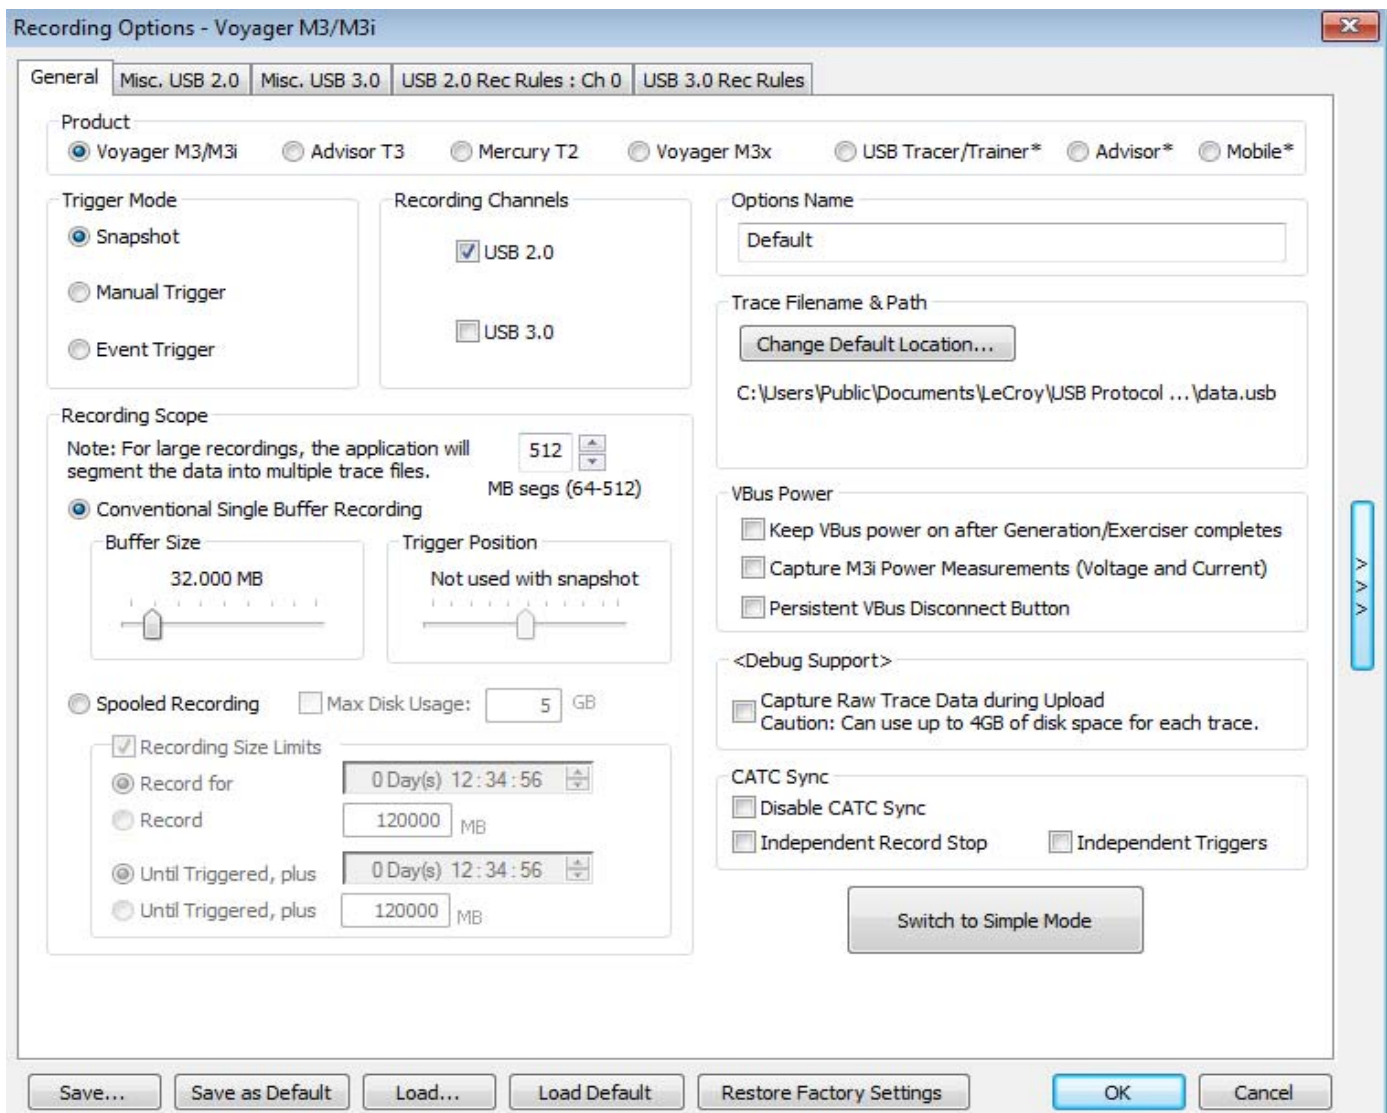 Recording Options - Voyager M3/M3i
General
Misc. USB 2.0
Misc. USB 3.0
USB 2.0 Rec Rules : Ch 0
USB 3.0 Rec Rules
Product
Voyager M3/M3i
Advisor T3
Mercury T2
Voyager M3x
USB Tracer/Trainer*
Advisor*
Mobile*
Trigger Mode
Snapshot
Manual Trigger
Event Trigger
Recording Channels
USB 2.0
USB 3.0
Options Name
Default
Trace Filename & Path
Change Default Location...
C:\Users\Public\Documents\LeCroy\USB Protocol ...\data.usb
Recording Scope
Note: For large recordings, the application will
segment the data into multiple trace files.
512
MB segs (64-512)
Conventional Single Buffer Recording
Buffer Size
32.000 MB
Trigger Position
Not used with snapshot
Spooled Recording
Max Disk Usage:
5
GB
Recording Size Limits
Record for
0 Day(s) 12 : 34 : 56
Record
120000
MB
Until Triggered, plus
0 Day(s) 12 : 34 : 56
Until Triggered, plus
120000
MB
VBus Power
Keep VBus power on after Generation/Exerciser completes
Capture M3i Power Measurements (Voltage and Current)
Persistent VBus Disconnect Button
<Debug Support>
Capture Raw Trace Data during Upload
Caution: Can use up to 4GB of disk space for each trace.
CATC Sync
Disable CATC Sync
Independent Record Stop
Independent Triggers
Switch to Simple Mode
>
>
>
Save...
Save as Default
Load...
Load Default
Restore Factory Settings
OK
Cancel